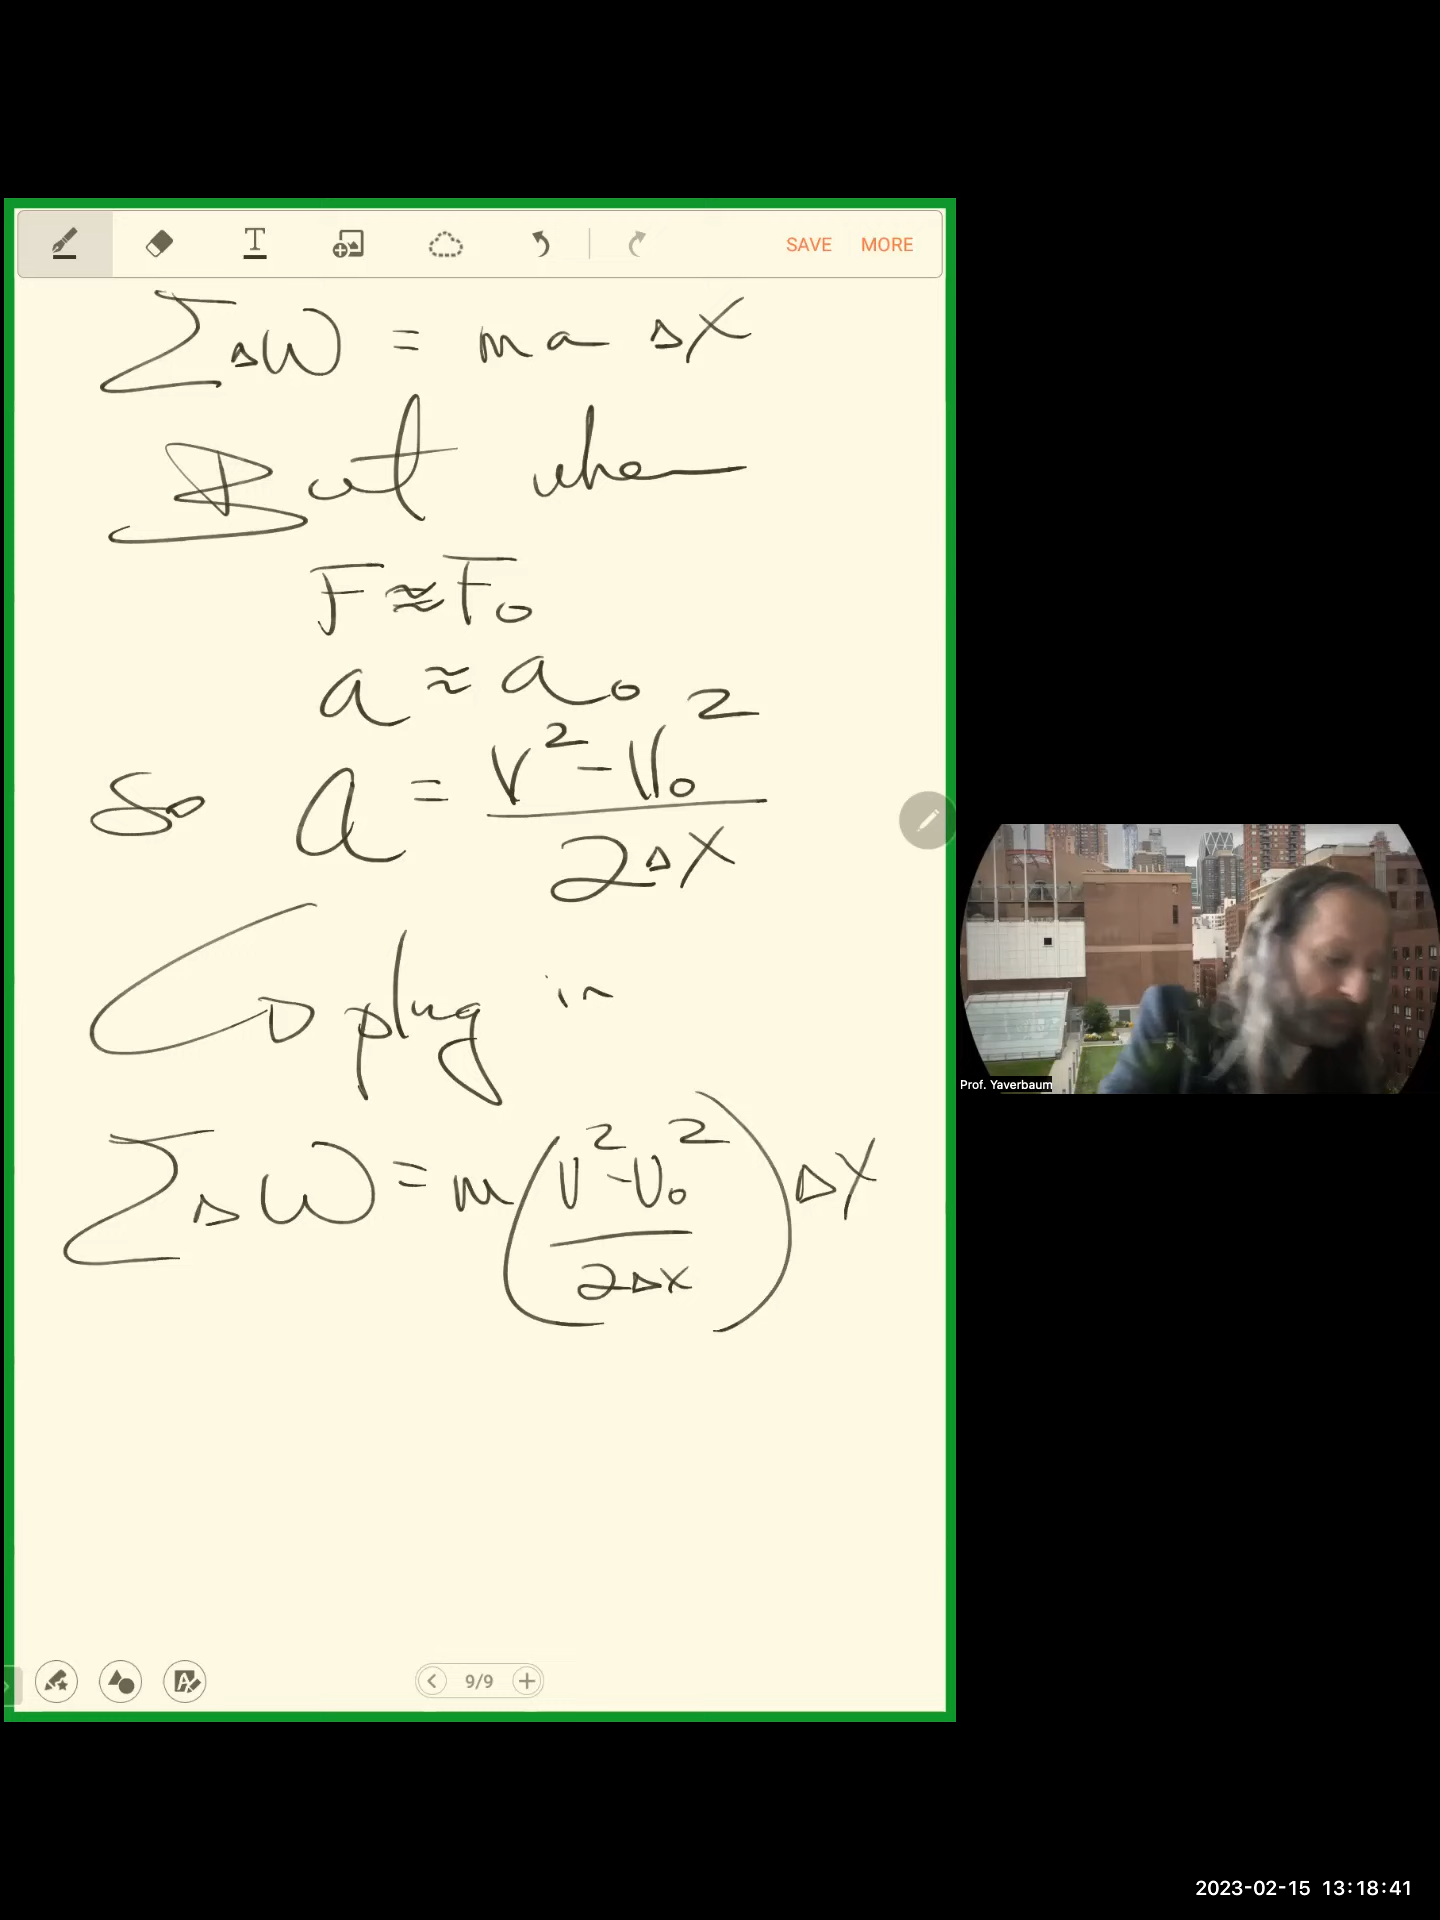 SAVE MORE
ΣΔW = ma ΔX
But when
F ≈ F₀
a ≈ a₀
so a = (V² - V₀²) / (2ΔX)
Go plug in
ΣΔW = m((V² - V₀²) / (2ΔX)) ΔX
Prof. Yaverbaum
9/9
2023-02-15 13:18:41